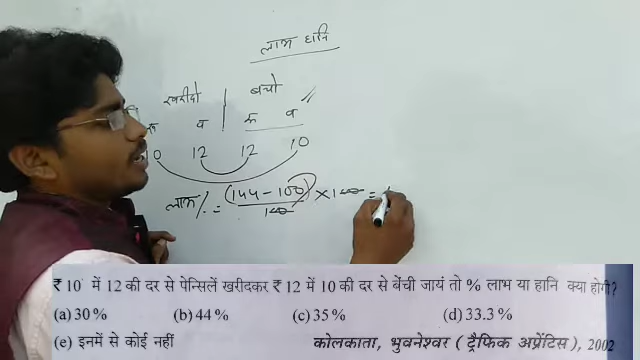 लाभ हानि
खरीदो | बेचो
रू व | रू व
10 12 12 10
लाभ % = (144 - 100) / 100 × 100 =
₹ 10 में 12 की दर से पेन्सिलें खरीदकर ₹ 12 में 10 की दर से बेंची जायं तो % लाभ या हानि क्या होगी?
(a) 30% (b) 44% (c) 35% (d) 33.3%
(e) इनमें से कोई नहीं कोलकाता, भुवनेश्वर (ट्रैफिक अप्रेंटिस), 2002